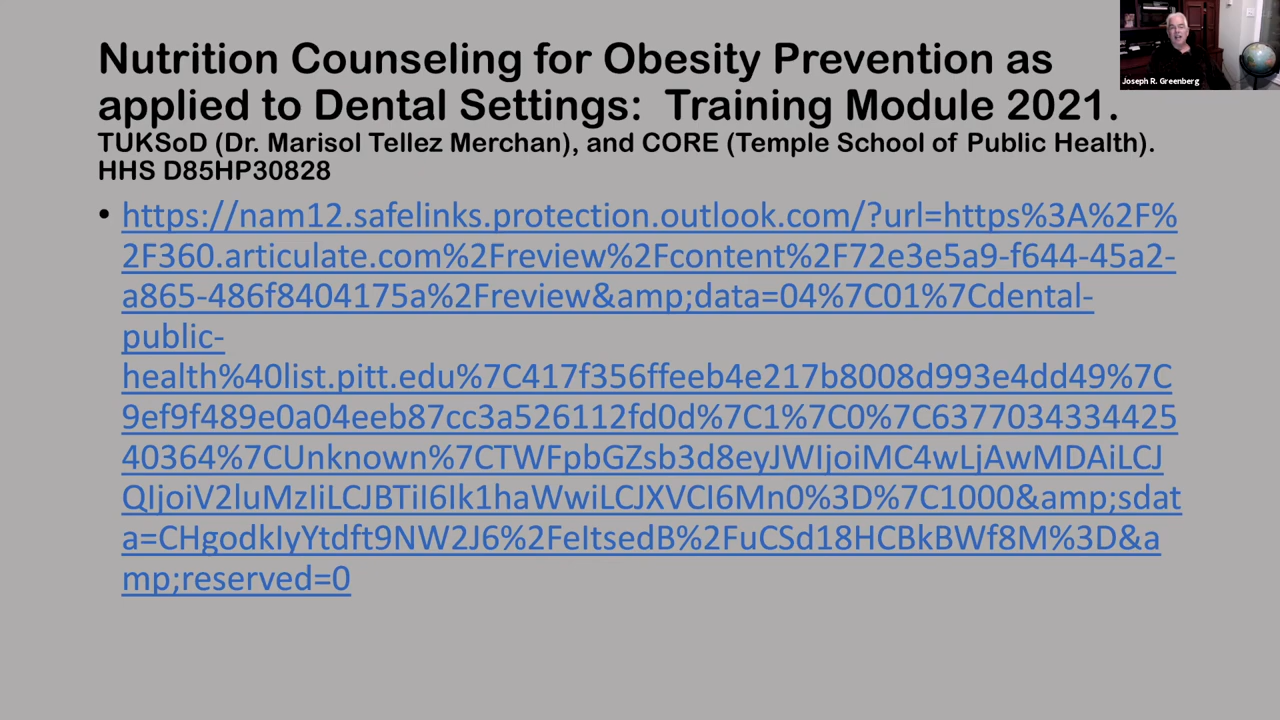 Nutrition Counseling for Obesity Prevention as
applied to Dental Settings:  Training Module 2021.
TUKSoD (Dr. Marisol Tellez Merchan), and CORE (Temple School of Public Health).
HHS D85HP30828
• https://nam12.safelinks.protection.outlook.com/?url=https%3A%2F%
2F360.articulate.com%2Freview%2Fcontent%2F72e3e5a9-f644-45a2-
a865-486f8404175a%2Freview&amp;data=04%7C01%7Cdental-
public-
health%40list.pitt.edu%7C417f356ffeeb4e217b8008d993e4dd49%7C
9ef9f489e0a04eeb87cc3a526112fd0d%7C1%7C0%7C6377034334425
40364%7CUnknown%7CTWFpbGZsb3d8eyJWIjoiMC4wLjAwMDAiLCJ
QIjoiV2luMzIiLCJBTiI6Ik1haWwiLCJXVCI6Mn0%3D%7C1000&amp;sdat
a=CHgodkIyYtdft9NW2J6%2FeItsedB%2FuCSd18HCBkBWf8M%3D&a
mp;reserved=0
Joseph R. Greenberg